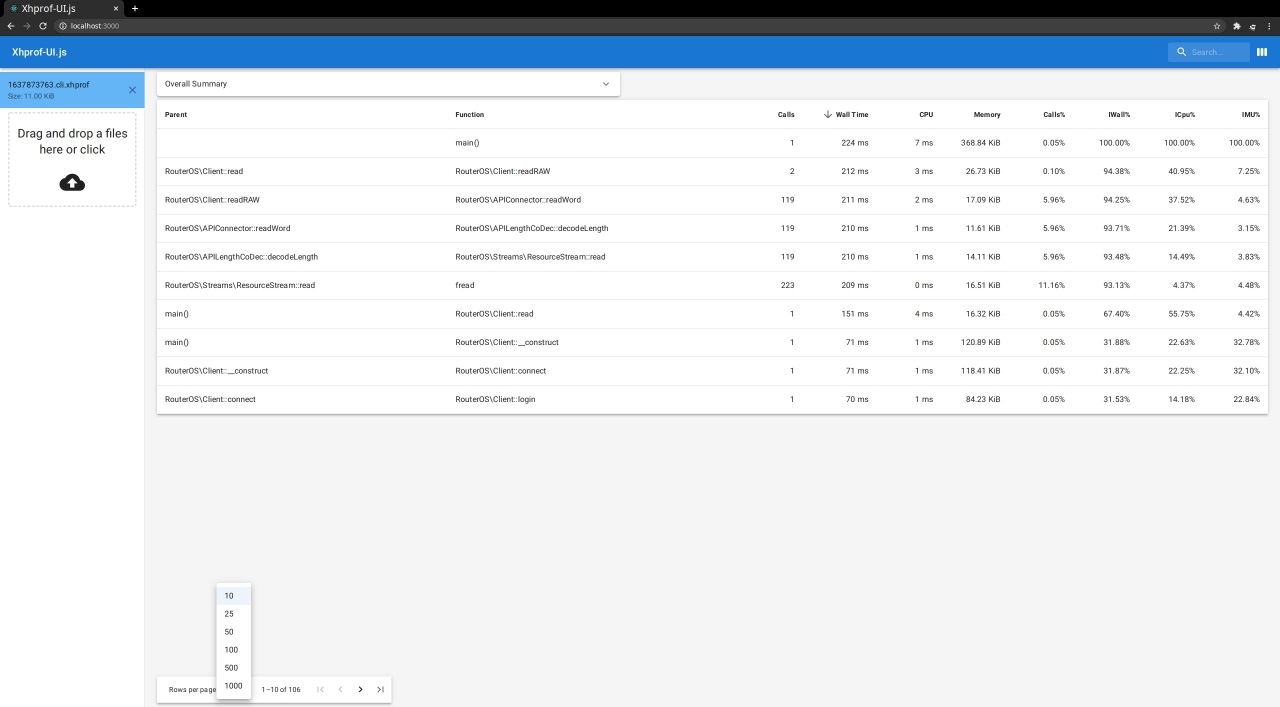 Xhprof-UI.js
localhost:3000
Xhprof-UI.js
Search...
1637873763.cli.xhprof
Size: 11.00 KiB
Drag and drop a files
here or click
Overall Summary
Parent Function Calls Wall Time CPU Memory Calls% IWall% ICpu% IMU%
main() 1 224 ms 7 ms 368.84 KiB 0.05% 100.00% 100.00% 100.00%
RouterOS\Client::read RouterOS\Client::readRAW 2 212 ms 3 ms 26.73 KiB 0.10% 94.38% 40.95% 7.25%
RouterOS\Client::readRAW RouterOS\APIConnector::readWord 119 211 ms 2 ms 17.09 KiB 5.96% 94.25% 37.52% 4.63%
RouterOS\APIConnector::readWord RouterOS\APILengthCoDec::decodeLength 119 210 ms 1 ms 11.61 KiB 5.96% 93.71% 21.39% 3.15%
RouterOS\APILengthCoDec::decodeLength RouterOS\Streams\ResourceStream::read 119 210 ms 1 ms 14.11 KiB 5.96% 93.48% 14.49% 3.83%
RouterOS\Streams\ResourceStream::read fread 223 209 ms 0 ms 16.51 KiB 11.16% 93.13% 4.37% 4.48%
main() RouterOS\Client::read 1 151 ms 4 ms 16.32 KiB 0.05% 67.40% 55.75% 4.42%
main() RouterOS\Client::__construct 1 71 ms 1 ms 120.89 KiB 0.05% 31.88% 22.63% 32.78%
RouterOS\Client::__construct RouterOS\Client::connect 1 71 ms 1 ms 118.41 KiB 0.05% 31.87% 22.25% 32.10%
RouterOS\Client::connect RouterOS\Client::login 1 70 ms 1 ms 84.23 KiB 0.05% 31.53% 14.18% 22.84%
10
25
50
100
500
1000
Rows per page 1–10 of 106